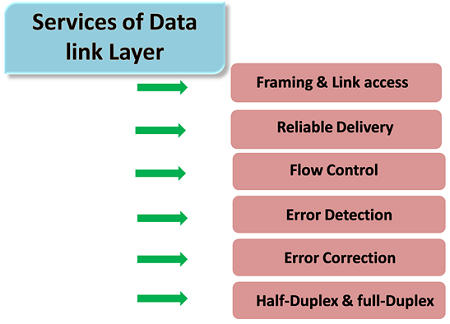 Services of Data
link Layer
Framing & Link access
Reliable Delivery
Flow Control
Error Detection
Error Correction
Half-Duplex & full-Duplex